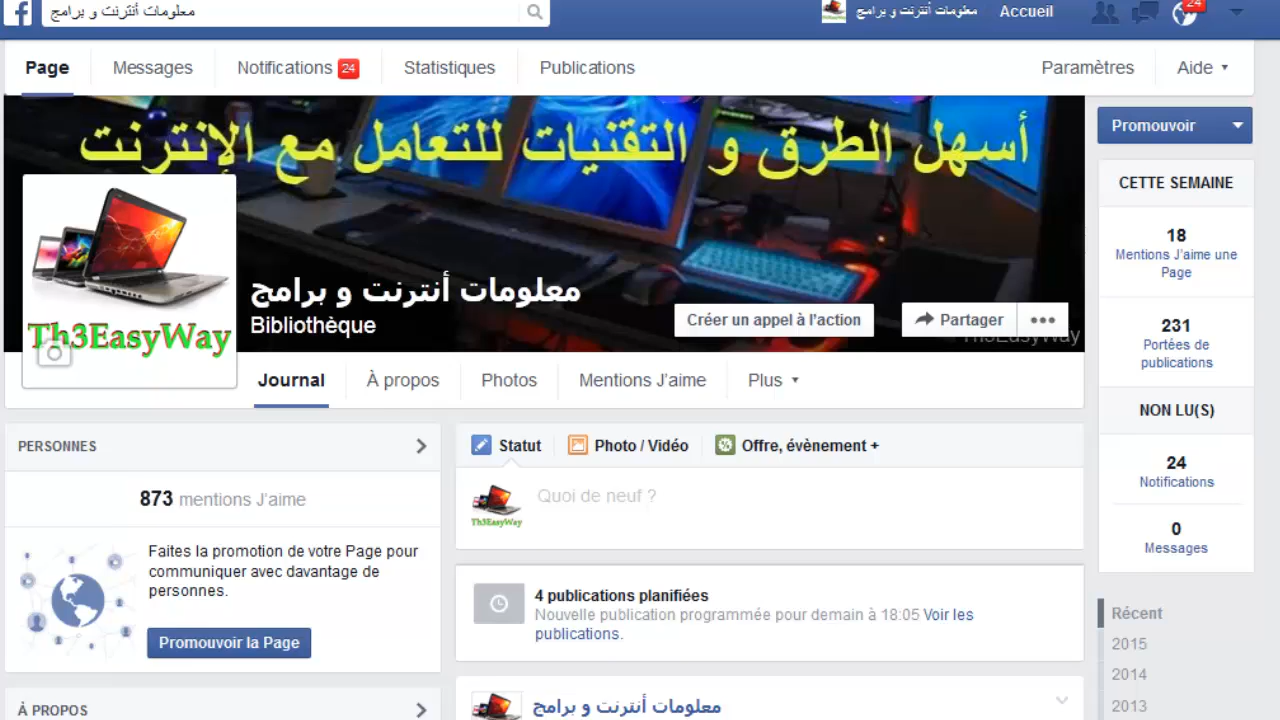 معلومات أنترنت و برامج
معلومات أنترنت و برامج Accueil 24
Page Messages Notifications 24 Statistiques Publications Paramètres Aide
أسهل الطرق و التقنيات للتعامل مع الإنترنت
Th3EasyWay
معلومات أنترنت و برامج
Bibliothèque
Créer un appel à l'action
Partager
Th3EasyWay
Journal À propos Photos Mentions J'aime Plus
PERSONNES
873 mentions J'aime
Faites la promotion de votre Page pour
communiquer avec davantage de
personnes.
Promouvoir la Page
À PROPOS
Statut Photo / Vidéo Offre, évènement +
Th3EasyWay
Quoi de neuf ?
4 publications planifiées
Nouvelle publication programmée pour demain à 18:05 Voir les
publications.
معلومات أنترنت و برامج
Promouvoir
CETTE SEMAINE
18
Mentions J'aime une
Page
231
Portées de
publications
NON LU(S)
24
Notifications
0
Messages
Récent
2015
2014
2013